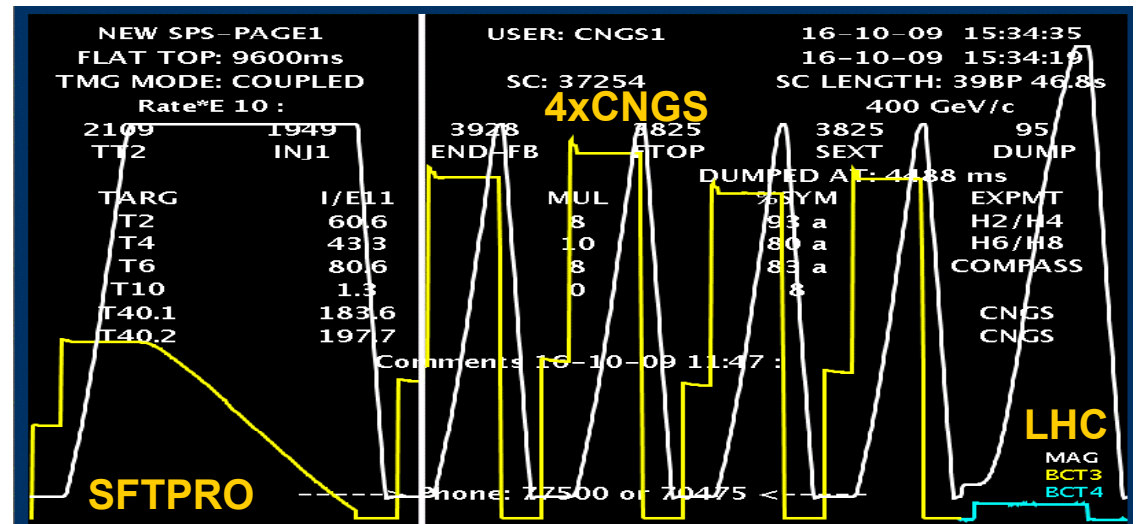 NEW SPS-PAGE1 USER: CNGS1 16-10-09 15:34:35
FLAT TOP: 9600ms 16-10-09 15:34:19
TMG MODE: COUPLED SC: 37254 SC LENGTH: 39BP 46.8s
Rate*E 10 : 4xCNGS 400 GeV/c
2109 1949 3928 3825 3825 95
TT2 INJ1 END-FB FTOP SEXT DUMP
DUMPED AT: 4488 ms
TARG I/E11 MUL %SYM EXPMT
T2 60.6 8 93 a H2/H4
T4 43.3 10 80 a H6/H8
T6 80.6 8 83 a COMPASS
T10 1.3 0 8
T40.1 183.6 CNGS
T40.2 197.7 CNGS
Comments 16-10-09 11:47 :
LHC
MAG
BCT3
SFTPRO -----> Phone: 77500 or 70475 <-----
BCT4